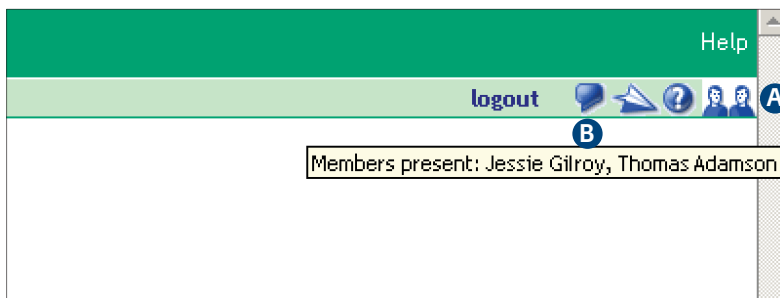 Help
logout ? A
B
Members present: Jessie Gilroy, Thomas Adamson